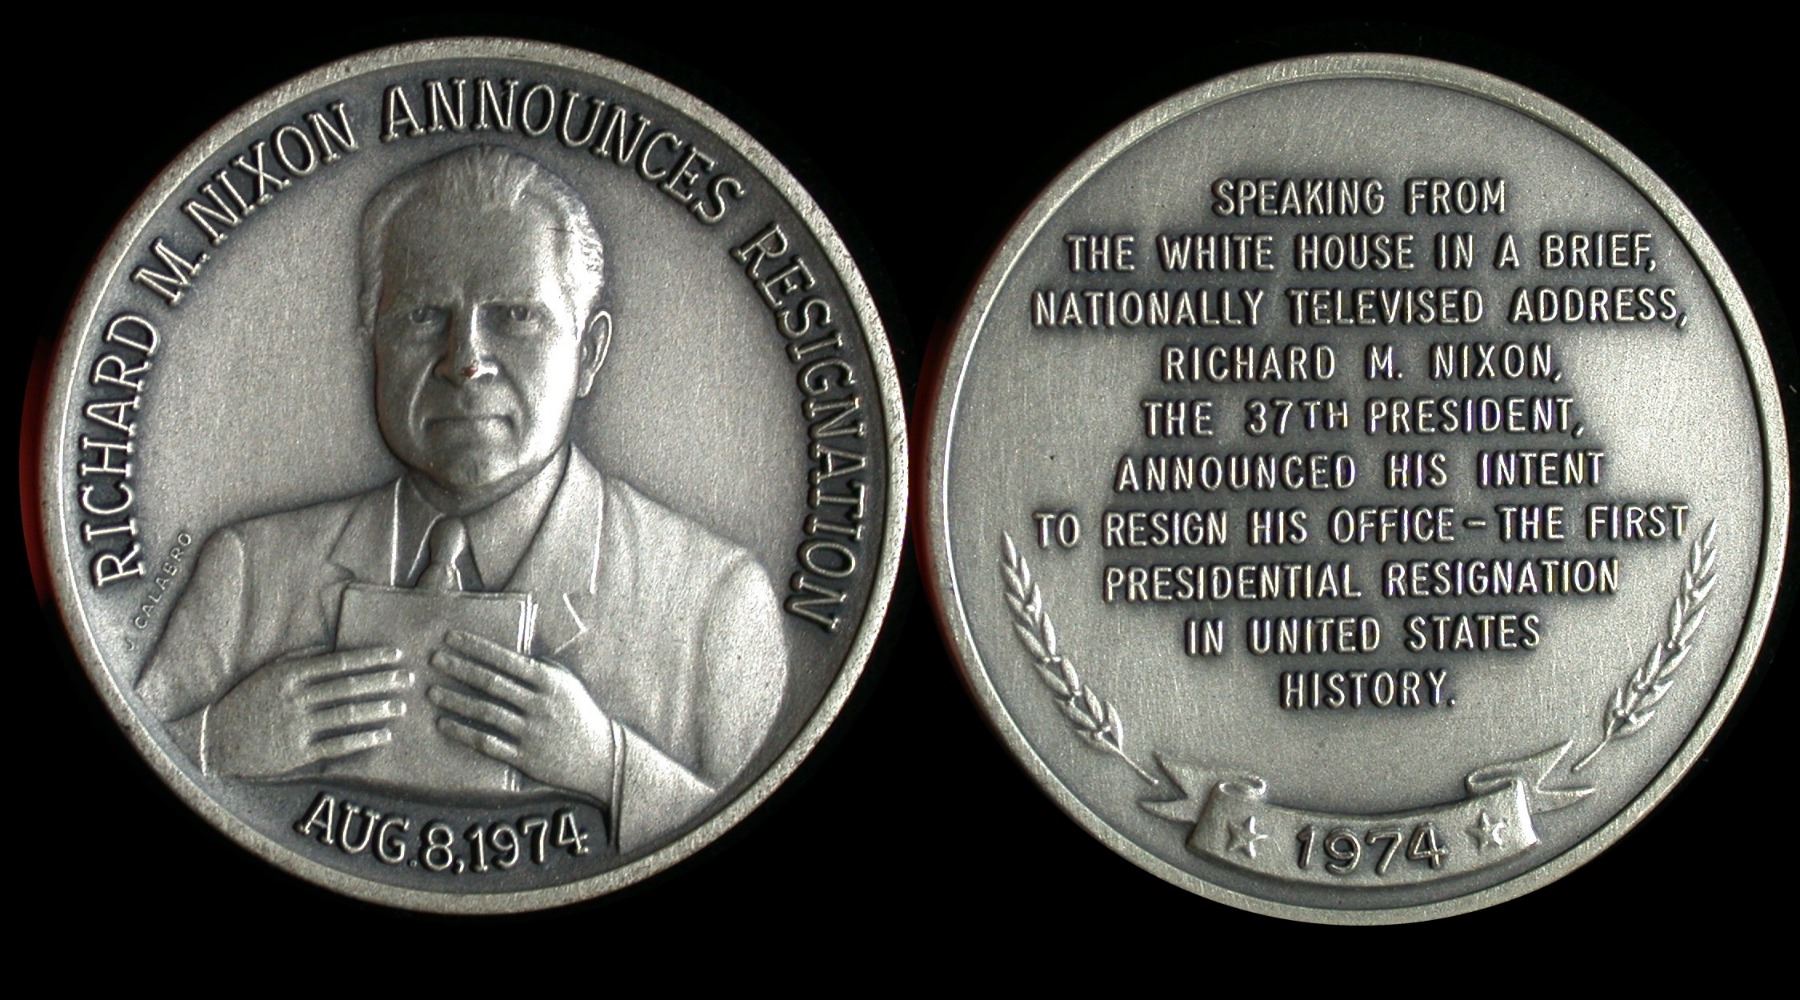 RICHARD M. NIXON ANNOUNCES RESIGNATION
J. CALABRO
AUG. 8, 1974
SPEAKING FROM
THE WHITE HOUSE IN A BRIEF,
NATIONALLY TELEVISED ADDRESS,
RICHARD M. NIXON,
THE 37TH PRESIDENT,
ANNOUNCED HIS INTENT
TO RESIGN HIS OFFICE – THE FIRST
PRESIDENTIAL RESIGNATION
IN UNITED STATES
HISTORY.
1974